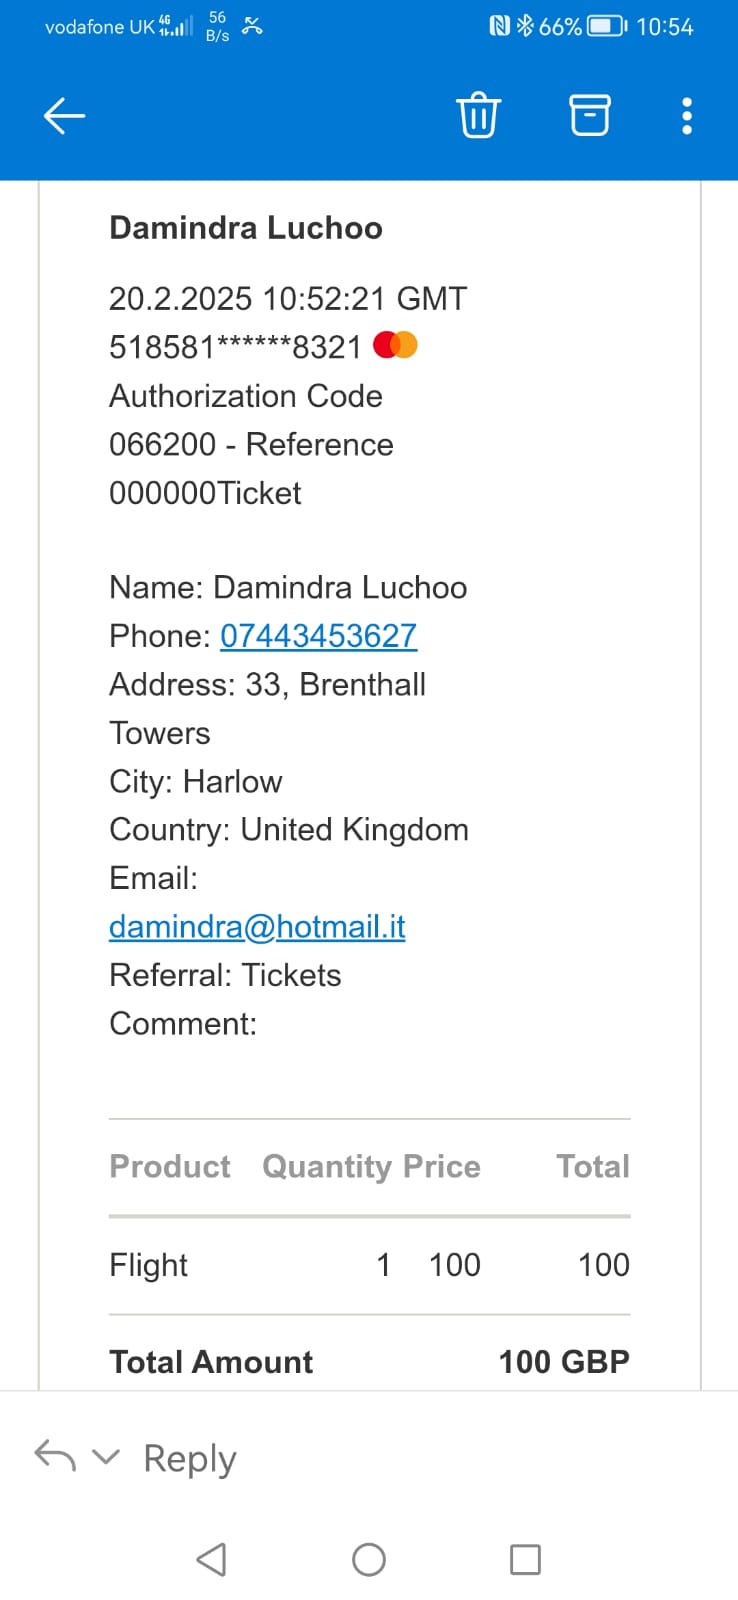 vodafone UK 4G 56 B/s 66% 10:54
Damindra Luchoo
20.2.2025 10:52:21 GMT
518581******8321
Authorization Code
066200 - Reference
000000Ticket
Name: Damindra Luchoo
Phone: 07443453627
Address: 33, Brenthall
Towers
City: Harlow
Country: United Kingdom
Email:
damindra@hotmail.it
Referral: Tickets
Comment:
Product Quantity Price Total
Flight 1 100 100
Total Amount 100 GBP
Reply